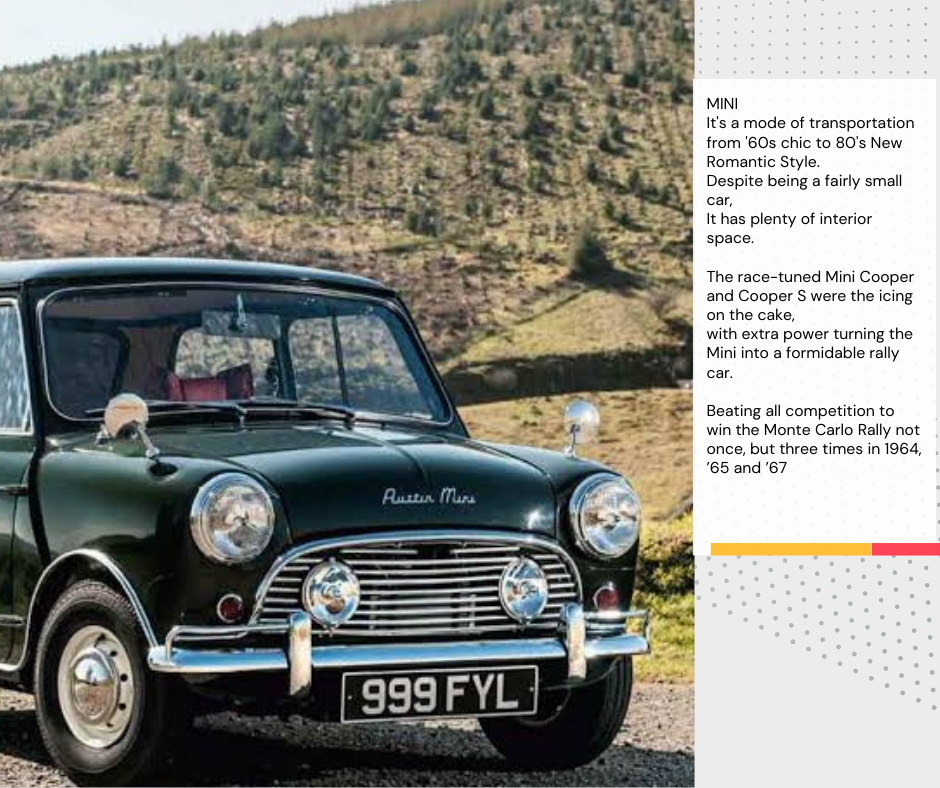 MINI
It's a mode of transportation
from '60s chic to 80's New
Romantic Style.
Despite being a fairly small
car,
It has plenty of interior
space.
The race-tuned Mini Cooper
and Cooper S were the icing
on the cake,
with extra power turning the
Mini into a formidable rally
car.
Beating all competition to
win the Monte Carlo Rally not
once, but three times in 1964,
’65 and ’67
Austin Mini
999 FYL